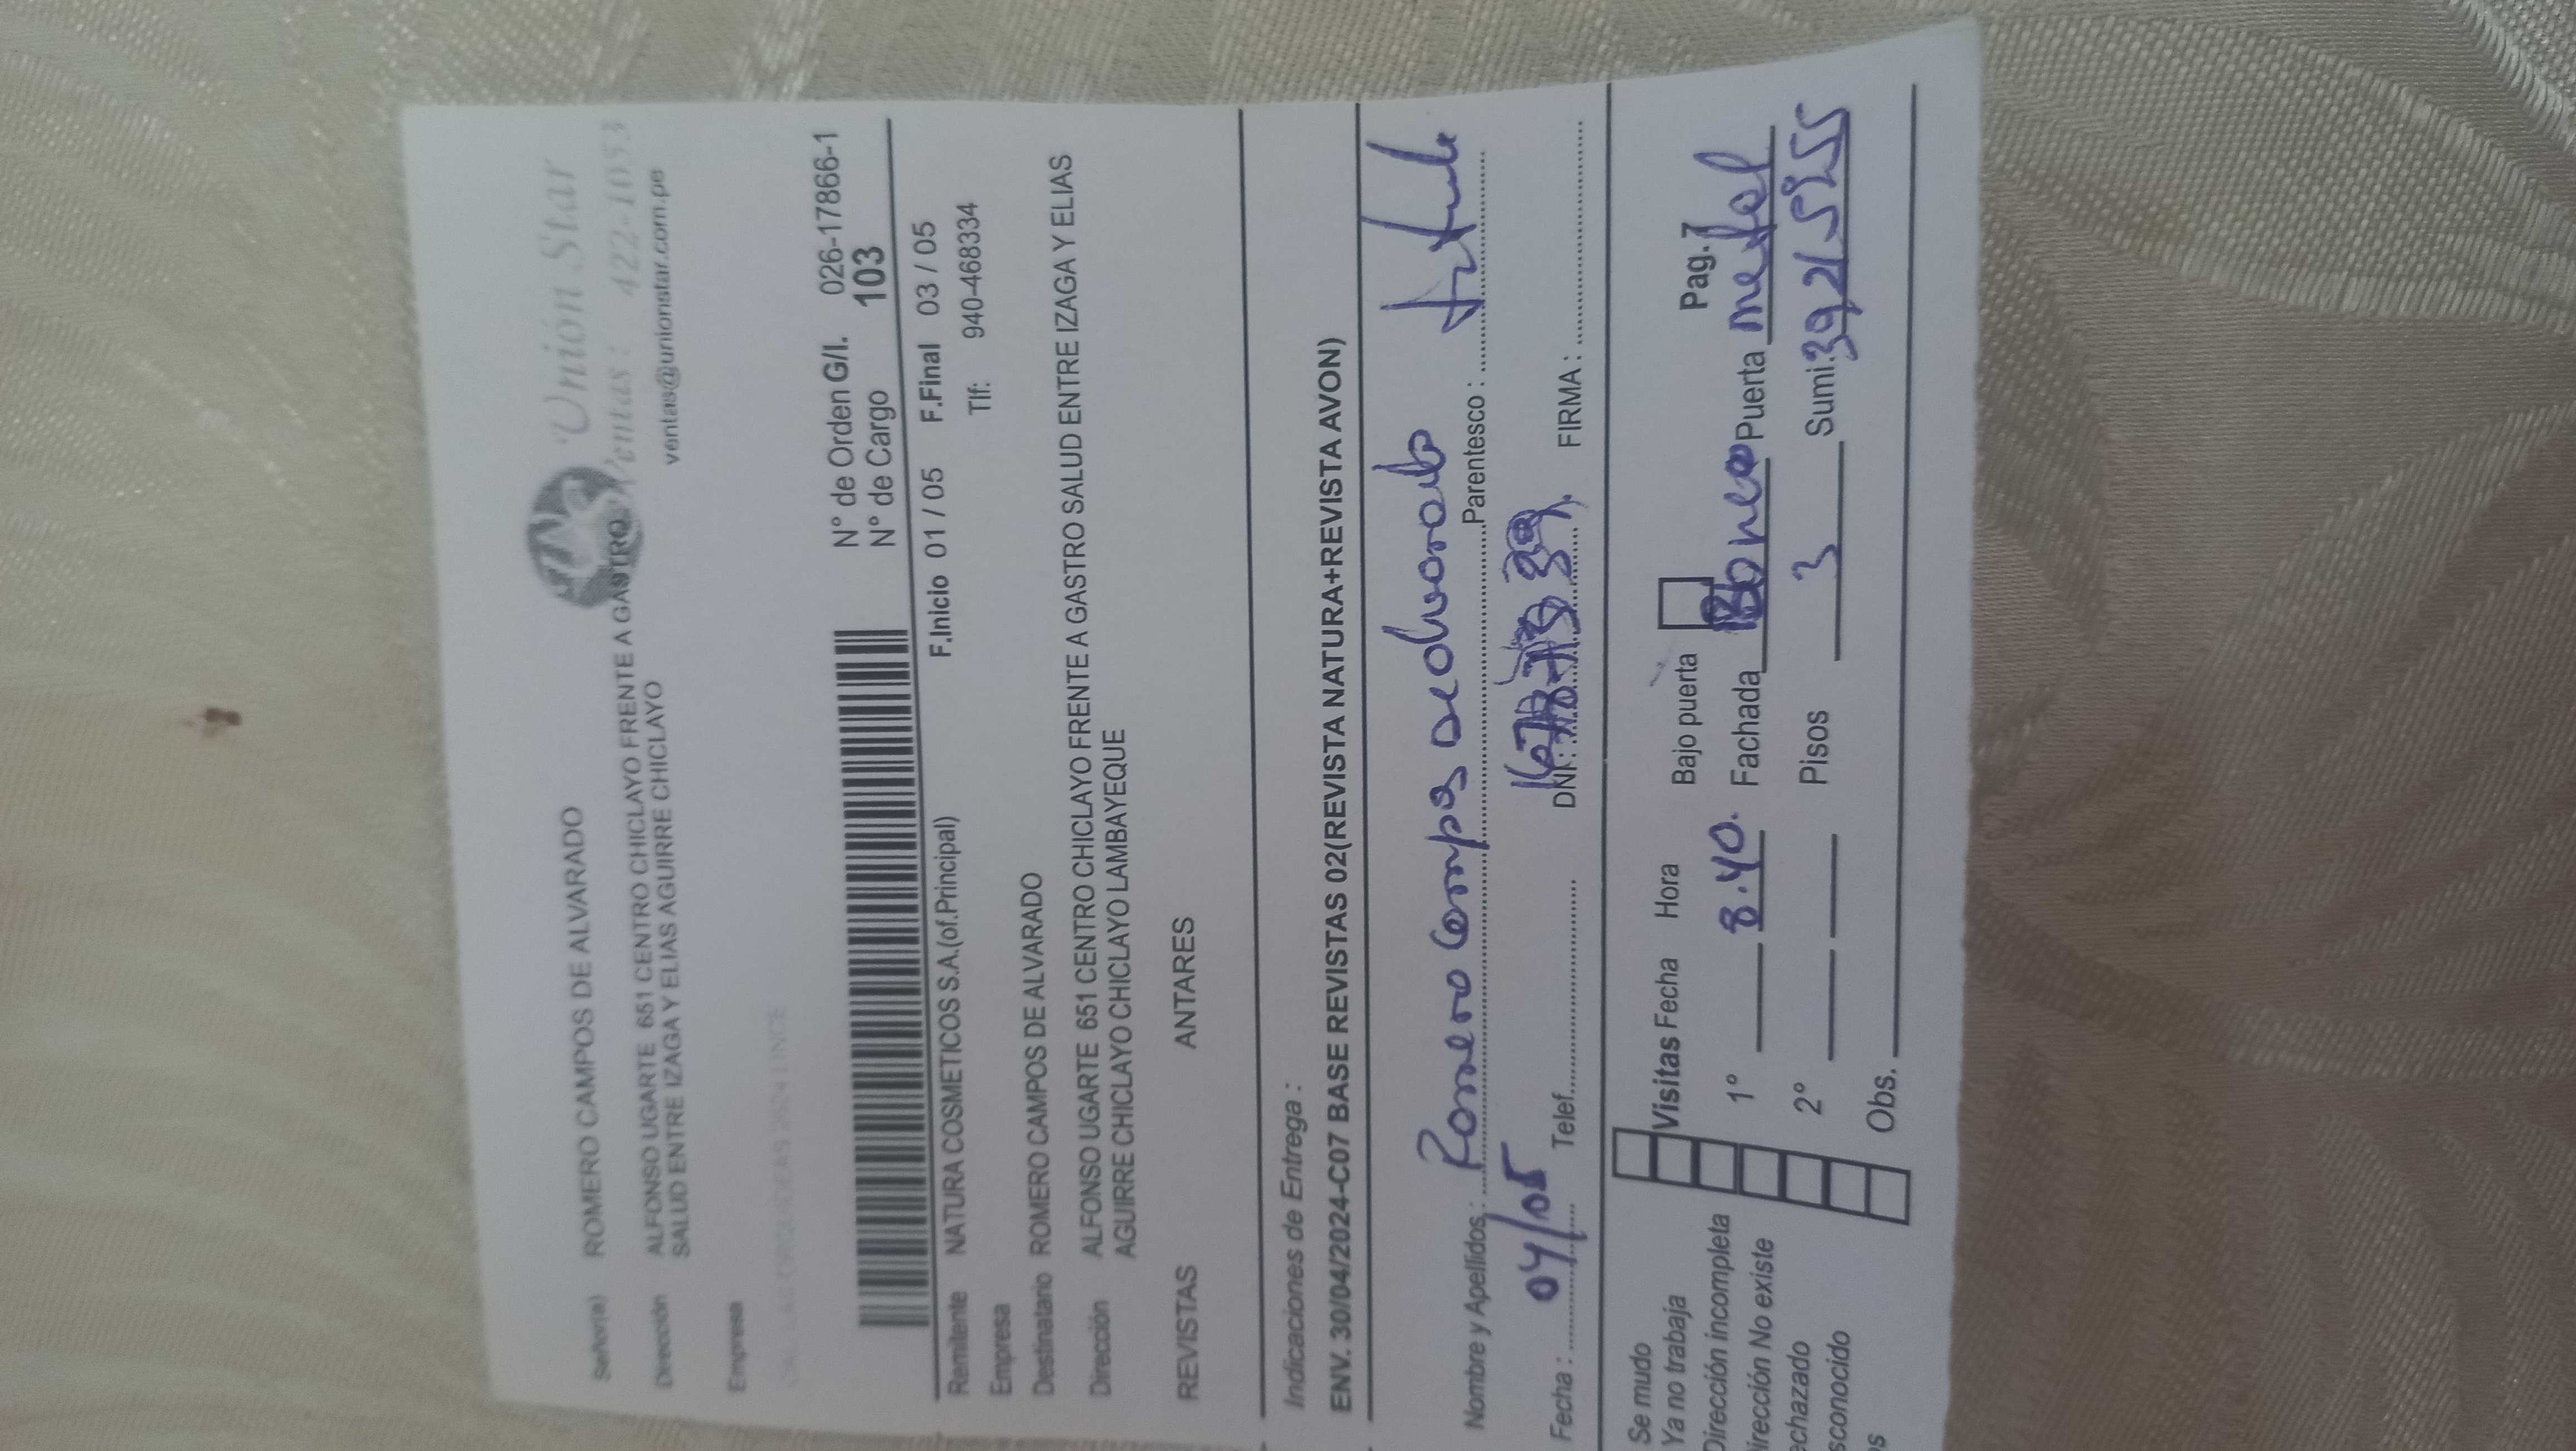 Unión Star
Ventas: 422-1053
ventas@unionstar.com.pe
Señor(a) ROMERO CAMPOS DE ALVARADO
Dirección ALFONSO UGARTE 651 CENTRO CHICLAYO FRENTE A GASTRO
SALUD ENTRE IZAGA Y ELIAS AGUIRRE CHICLAYO
Empresa
N° de Orden G/I. 026-17866-1
N° de Cargo 103
F.Inicio 01 / 05 F.Final 03 / 05
Remitente NATURA COSMETICOS S.A.(of.Principal) Tlf: 940-468334
Empresa
Destinatario ROMERO CAMPOS DE ALVARADO
Dirección ALFONSO UGARTE 651 CENTRO CHICLAYO FRENTE A GASTRO SALUD ENTRE IZAGA Y ELIAS
AGUIRRE CHICLAYO CHICLAYO LAMBAYEQUE
REVISTAS ANTARES
Indicaciones de Entrega :
ENV. 30/04/2024-C07 BASE REVISTAS 02(REVISTA NATURA+REVISTA AVON)
Nombre y Apellidos : Romero Campos Parentesco :
Fecha : 04/05 Telef. DNI : FIRMA :
Se mudo
Ya no trabaja
Dirección incompleta
irección No existe
echazado
sconocido
os
Visitas Fecha Hora Bajo puerta Pag.7
1° 8.40. Fachada Blanco Puerta metal
2° Pisos 3 Sumi.
Obs.